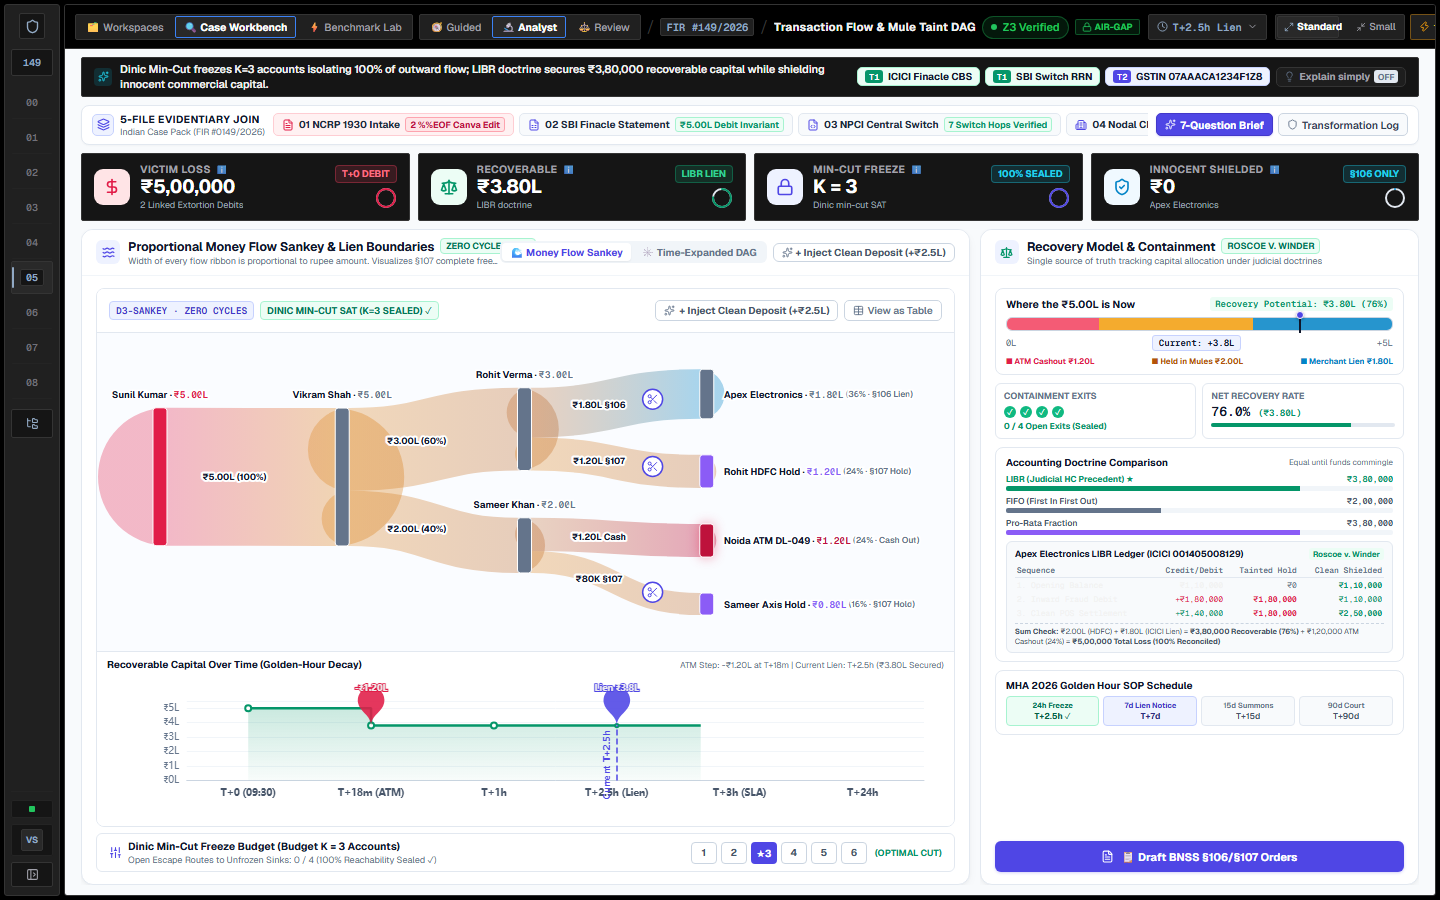 Workspaces
Case Workbench
Benchmark Lab
Guided
Analyst
Review
/
FIR #149/2026
/
Transaction Flow & Mule Taint DAG
Z3 Verified
AIR-GAP
T+2.5h Lien
Standard
Small
149
00
01
02
03
04
05
06
07
08
VS
Dinic Min-Cut freezes K=3 accounts isolating 100% of outward flow; LIBR doctrine secures ₹3,80,000 recoverable capital while shielding
innocent commercial capital.
T1 ICICI Finacle CBS
T1 SBI Switch RRN
T2 GSTIN 07AAACA1234F1Z8
Explain simply OFF
5-FILE EVIDENTIARY JOIN
Indian Case Pack (FIR #0149/2026)
01 NCRP 1930 Intake 2 %%EOF Canva Edit
02 SBI Finacle Statement ₹5.00L Debit Invariant
03 NPCI Central Switch 7 Switch Hops Verified
04 Nodal Cl
7-Question Brief
Transformation Log
VICTIM LOSS
₹5,00,000
2 Linked Extortion Debits
T+0 DEBIT
RECOVERABLE
₹3.80L
LIBR doctrine
LIBR LIEN
MIN-CUT FREEZE
K = 3
Dinic min-cut SAT
100% SEALED
INNOCENT SHIELDED
₹0
Apex Electronics
§106 ONLY
Proportional Money Flow Sankey & Lien Boundaries
ZERO CYCLE
Width of every flow ribbon is proportional to rupee amount. Visualizes §107 complete free...
Money Flow Sankey
Time-Expanded DAG
+ Inject Clean Deposit (+₹2.5L)
D3-SANKEY · ZERO CYCLES
DINIC MIN-CUT SAT (K=3 SEALED) ✓
+ Inject Clean Deposit (+₹2.5L)
View as Table
Sunil Kumar · ₹5.00L
Vikram Shah · ₹5.00L
Rohit Verma · ₹3.00L
Sameer Khan · ₹2.00L
₹5.00L (100%)
₹3.00L (60%)
₹2.00L (40%)
₹1.80L §106
₹1.20L §107
₹1.20L Cash
₹80K §107
Apex Electronics · ₹1.80L (36% · §106 Lien)
Rohit HDFC Hold · ₹1.20L (24% · §107 Hold)
Noida ATM DL-049 · ₹1.20L (24% · Cash Out)
Sameer Axis Hold · ₹0.80L (16% · §107 Hold)
Recoverable Capital Over Time (Golden-Hour Decay)
ATM Step: -₹1.20L at T+18m | Current Lien: T+2.5h (₹3.80L Secured)
-₹1.20L
Lien ₹3.8L
₹5L
₹4L
₹3L
₹2L
₹1L
₹0L
Current T+2.5h
T+0 (09:30)
T+18m (ATM)
T+1h
T+2.5h (Lien)
T+3h (SLA)
T+24h
Dinic Min-Cut Freeze Budget (Budget K = 3 Accounts)
Open Escape Routes to Unfrozen Sinks: 0 / 4 (100% Reachability Sealed ✓)
1
2
★3
4
5
6
(OPTIMAL CUT)
Recovery Model & Containment
ROSCOE V. WINDER
Single source of truth tracking capital allocation under judicial doctrines
Where the ₹5.00L is Now
Recovery Potential: ₹3.80L (76%)
0L
Current: +3.8L
+5L
ATM Cashout ₹1.20L
Held in Mules ₹2.00L
Merchant Lien ₹1.80L
CONTAINMENT EXITS
0 / 4 Open Exits (Sealed)
NET RECOVERY RATE
76.0% (₹3.80L)
Accounting Doctrine Comparison
Equal until funds commingle
LIBR (Judicial HC Precedent) ★
₹3,80,000
FIFO (First In First Out)
₹2,00,000
Pro-Rata Fraction
₹3,80,000
Apex Electronics LIBR Ledger (ICICI 001405008129)
Roscoe v. Winder
Sequence Credit/Debit Tainted Hold Clean Shielded
₹0 ₹1,10,000
+₹1,80,000 ₹1,80,000 ₹1,10,000
+₹1,40,000 ₹1,80,000 ₹2,50,000
Sum Check: ₹2.00L (HDFC) + ₹1.80L (ICICI Lien) = ₹3,80,000 Recoverable (76%) + ₹1,20,000 ATM
Cashout (24%) = ₹5,00,000 Total Loss (100% Reconciled)
MHA 2026 Golden Hour SOP Schedule
24h Freeze
T+2.5h ✓
7d Lien Notice
T+7d
15d Summons
T+15d
90d Court
T+90d
Draft BNSS §106/§107 Orders